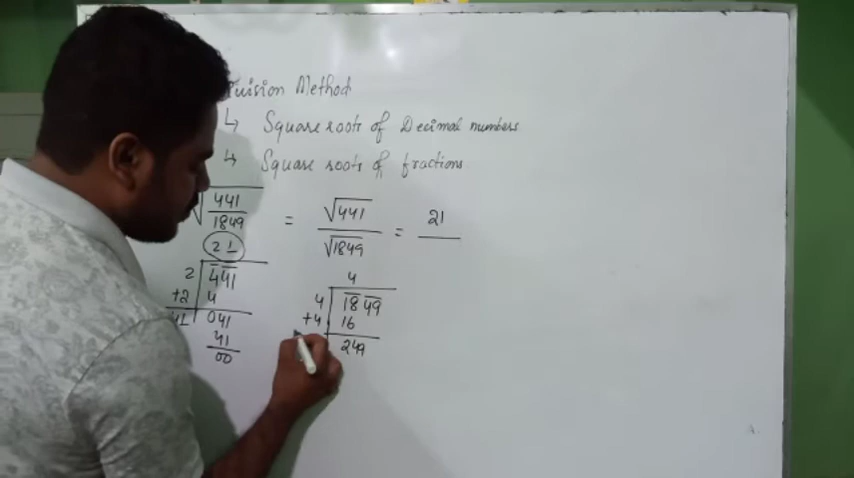 Division Method
↳ Square roots of Decimal numbers
↳ Square roots of fractions
√441/1849 = √441/√1849 = 21/
21
2 441
+2 4
41 041
41
00
4
4 1849
+4 16
249